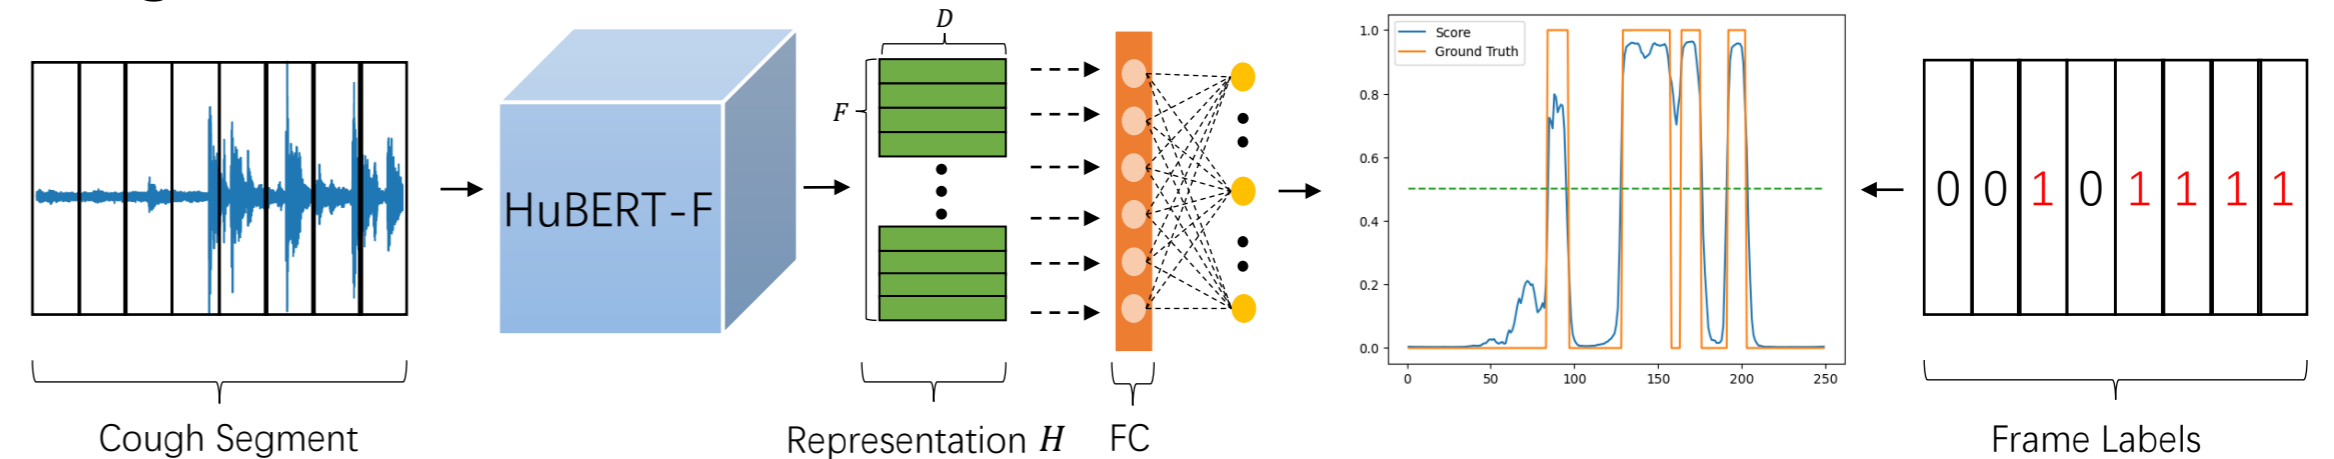 Cough Segment
HuBERT-F
D
F
Representation H
FC
Score
Ground Truth
1.0
0.8
0.6
0.4
0.2
0.0
0 50 100 150 200 250
0 0 1 0 1 1 1 1
Frame Labels